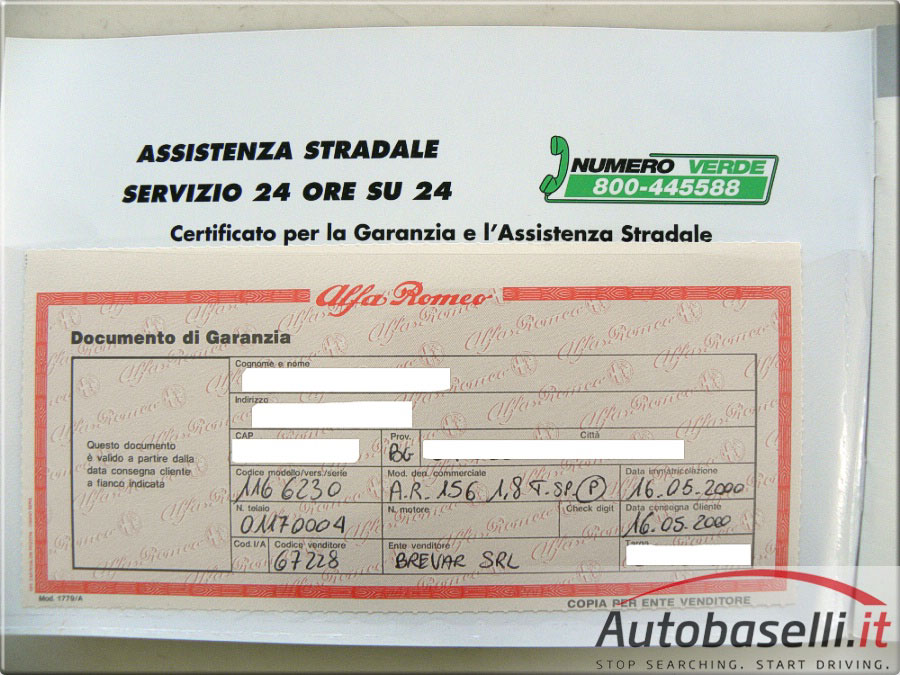 ASSISTENZA STRADALE
SERVIZIO 24 ORE SU 24
NUMERO VERDE
800-445588
Certificato per la Garanzia e l'Assistenza Stradale
Alfa Romeo
Documento di Garanzia
Questo documento
è valido a partire dalla
data consegna cliente
a fianco indicata
Cognome e nome
Indirizzo
CAP
Prov.
BG
Città
Codice modello/vers./serie
116 6230
Mod. den. commerciale
A.R. 156 1,8 T.SP. P
Data immatricolazione
16.05.2000
N. telaio
01170004
N. motore
Check digit
Data consegna Cliente
16.05.2000
Cod. I/A
Codice venditore
67228
Ente venditore
BREVAR SRL
Targa
Mod. 1779/A
COPIA PER ENTE VENDITORE
Autobaselli.it
STOP SEARCHING. START DRIVING.